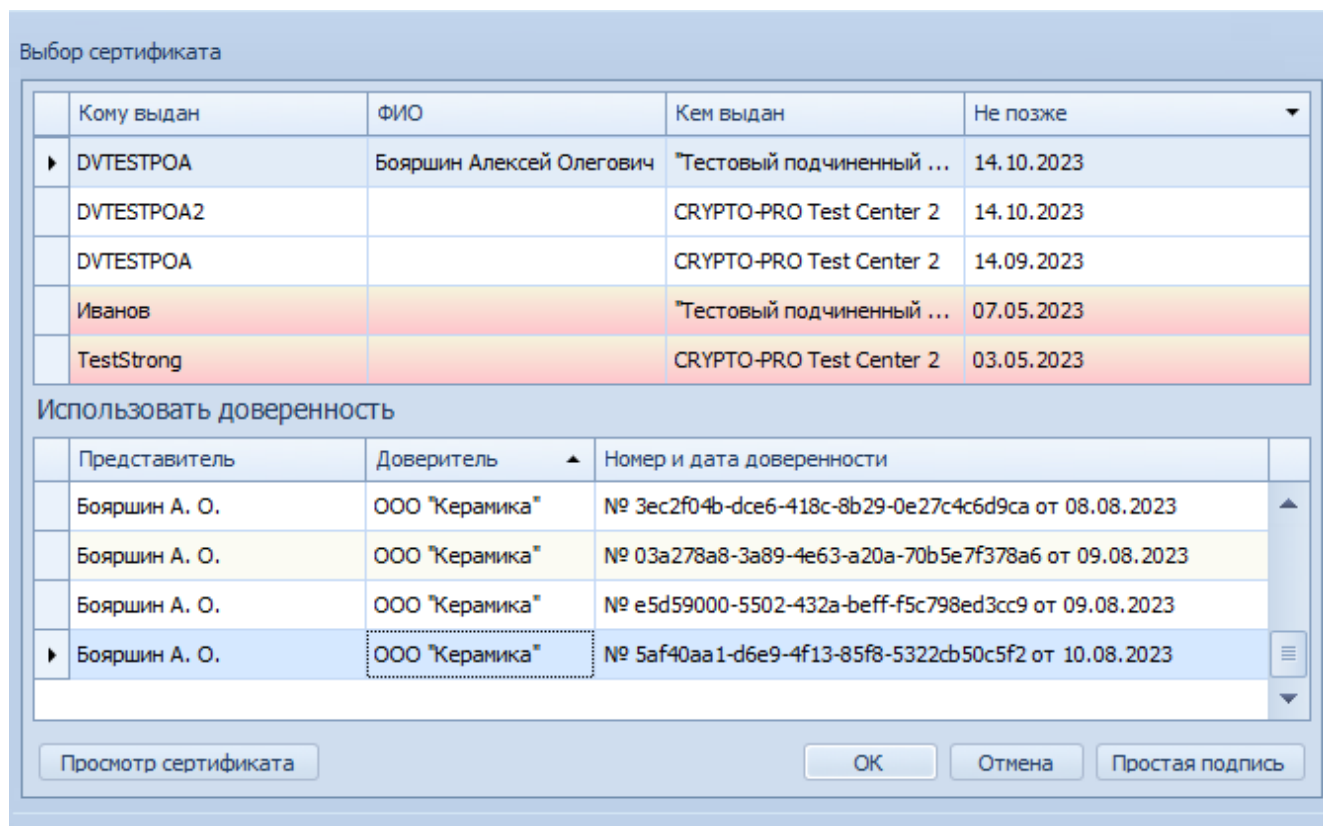 Выбор сертификата
Кому выдан ФИО Кем выдан Не позже
DVTESTPOA Бояршин Алексей Олегович "Тестовый подчиненный ... 14.10.2023
DVTESTPOA2 CRYPTO-PRO Test Center 2 14.10.2023
DVTESTPOA CRYPTO-PRO Test Center 2 14.09.2023
Иванов "Тестовый подчиненный ... 07.05.2023
TestStrong CRYPTO-PRO Test Center 2 03.05.2023
Использовать доверенность
Представитель Доверитель Номер и дата доверенности
Бояршин А. О. ООО "Керамика" № 3ec2f04b-dce6-418c-8b29-0e27c4c6d9ca от 08.08.2023
Бояршин А. О. ООО "Керамика" № 03a278a8-3a89-4e63-a20a-70b5e7f378a6 от 09.08.2023
Бояршин А. О. ООО "Керамика" № e5d59000-5502-432a-beff-f5c798ed3cc9 от 09.08.2023
Бояршин А. О. ООО "Керамика" № 5af40aa1-d6e9-4f13-85f8-5322cb50c5f2 от 10.08.2023
Просмотр сертификата ОК Отмена Простая подпись